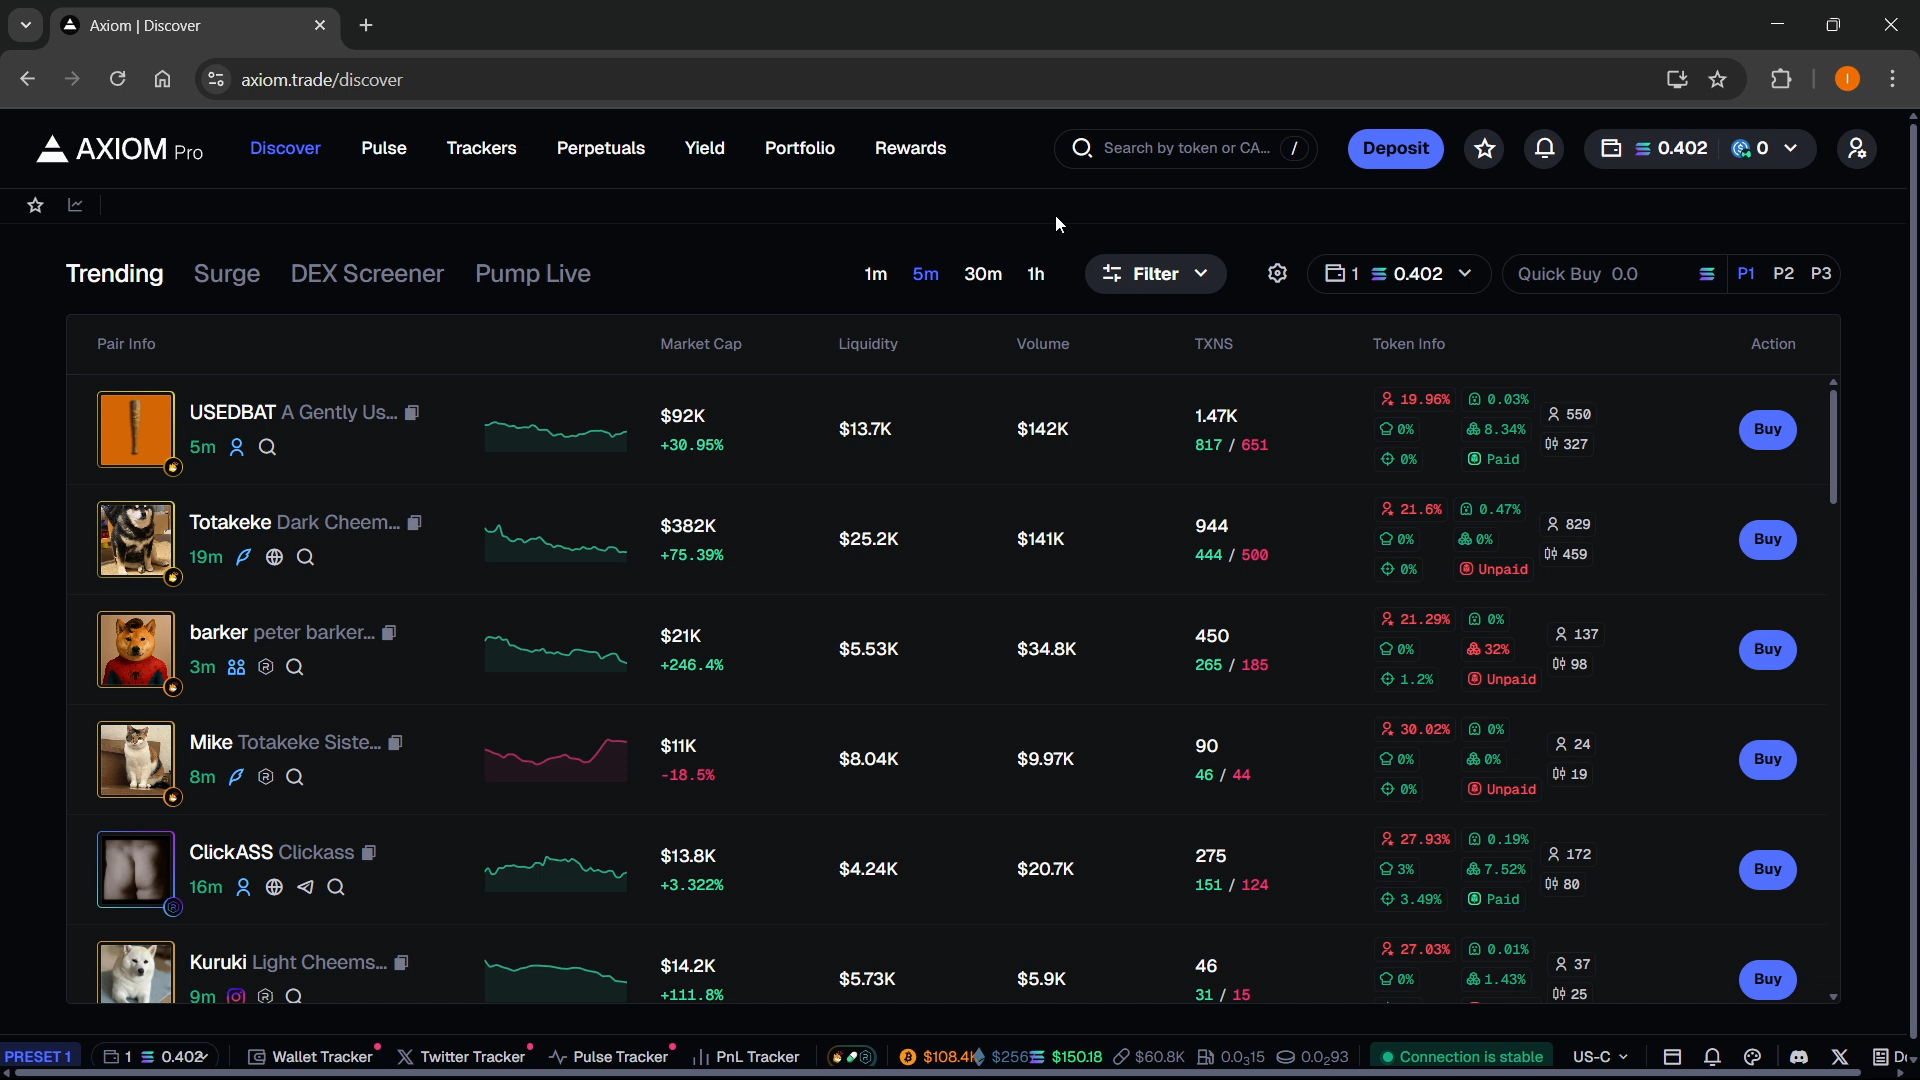 Axiom | Discover
axiom.trade/discover
I
AXIOM Pro
Discover Pulse Trackers Perpetuals Yield Portfolio Rewards
Search by token or CA... /
Deposit
0.402 0
Trending Surge DEX Screener Pump Live
1m 5m 30m 1h
Filter
1 0.402
Quick Buy 0.0
P1 P2 P3
Pair Info Market Cap Liquidity Volume TXNS Token Info Action
USEDBAT A Gently Us...
5m
$92K
+30.95%
$13.7K
$142K
1.47K
817 / 651
19.96% 0.03%
0% 8.34%
0% Paid
550
327
Buy
Totakeke Dark Cheem...
19m
$382K
+75.39%
$25.2K
$141K
944
444 / 500
21.6% 0.47%
0% 0%
0% Unpaid
829
459
Buy
barker peter barker...
3m
$21K
+246.4%
$5.53K
$34.8K
450
265 / 185
21.29% 0%
0% 32%
1.2% Unpaid
137
98
Buy
Mike Totakeke Siste...
8m
$11K
-18.5%
$8.04K
$9.97K
90
46 / 44
30.02% 0%
0% 0%
0% Unpaid
24
19
Buy
ClickASS Clickass
16m
$13.8K
+3.322%
$4.24K
$20.7K
275
151 / 124
27.93% 0.19%
3% 7.52%
3.49% Paid
172
80
Buy
Kuruki Light Cheems...
9m
$14.2K
+111.8%
$5.73K
$5.9K
46
31 / 15
27.03% 0.01%
0% 1.43%
37
25
Buy
PRESET 1 1 0.402 Wallet Tracker Twitter Tracker Pulse Tracker PnL Tracker $108.4K $256 $150.18 $60.8K 0.0₃15 0.0₂93 Connection is stable US-C